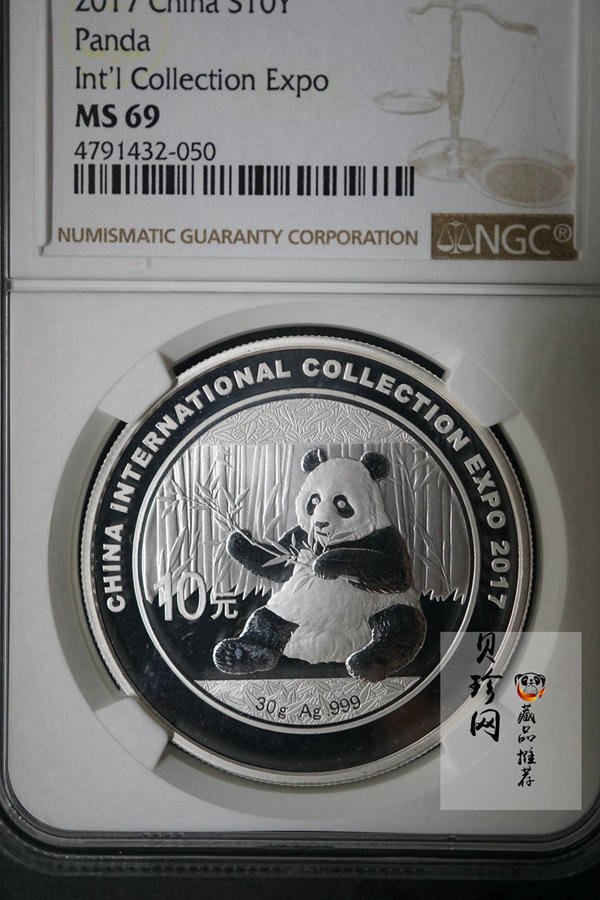 2017 China S10Y
Panda
Int'l Collection Expo
MS 69
4791432-050
NUMISMATIC GUARANTY CORPORATION
NGC®
CHINA INTERNATIONAL COLLECTION EXPO 2017
10元
30g Ag .999
贝珍网
藏品推荐